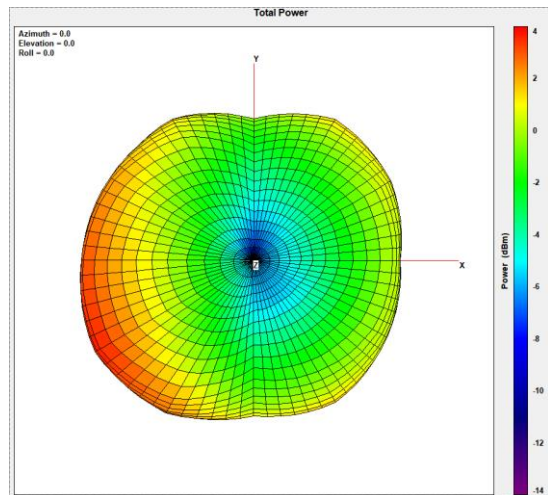 Total Power
Azimuth = 0.0
Elevation = 0.0
Roll = 0.0
Y
X
Z
4
2
0
-2
-4
-6
-8
-10
-12
-14
Power (dBm)